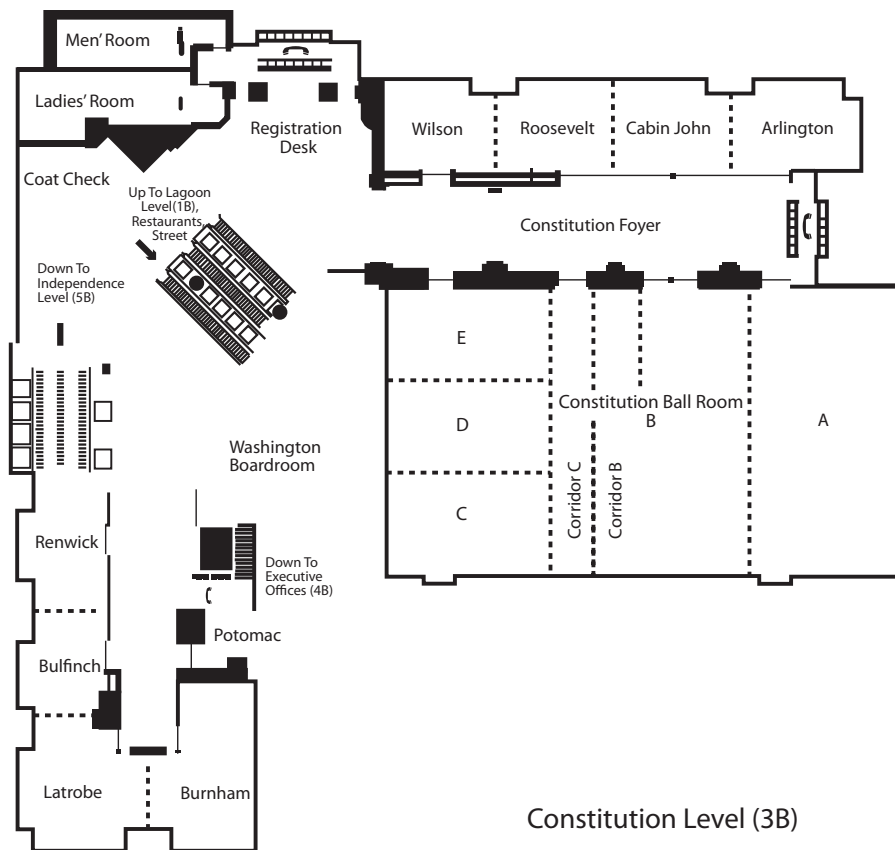 Men' Room
Ladies' Room
Registration
Desk
Wilson
Roosevelt
Cabin John
Arlington
Coat Check
Up To Lagoon
Level(1B),
Restaurants,
Street
Constitution Foyer
Down To
Independence
Level (5B)
E
Constitution Ball Room
D
B
A
Washington
Boardroom
Corridor C
Corridor B
C
Renwick
Down To
Executive
Offices (4B)
Potomac
Bulfinch
Latrobe
Burnham
Constitution Level (3B)